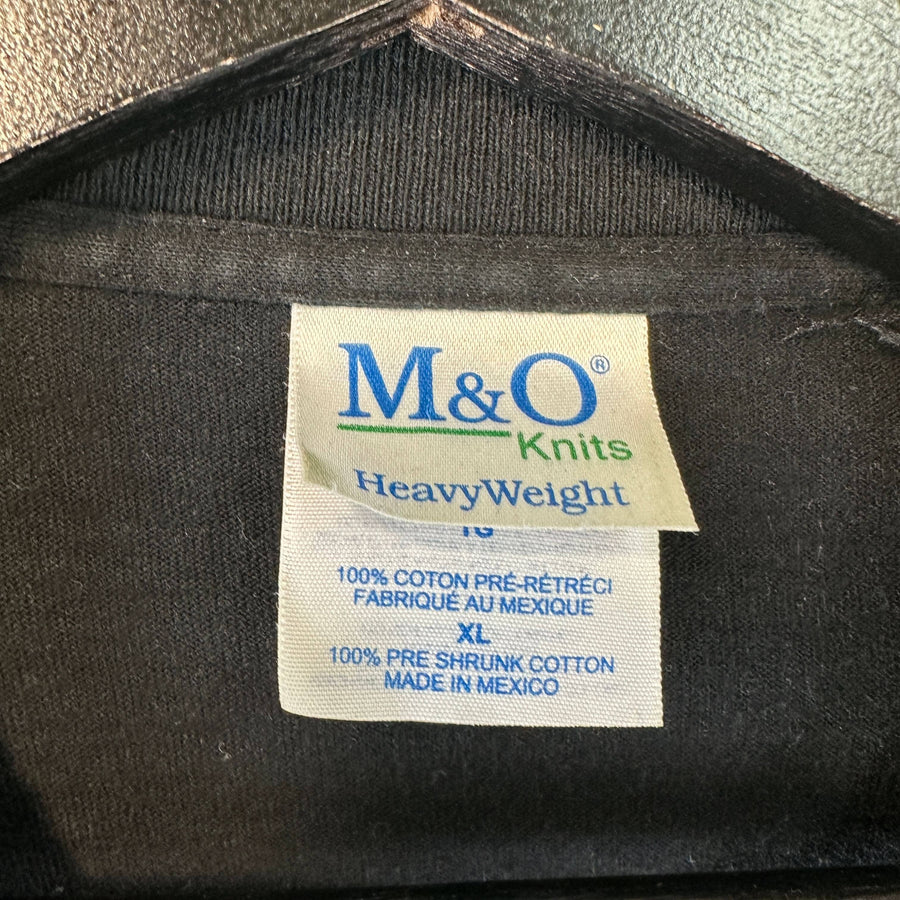 M&O®
Knits
HeavyWeight
100% COTON PRÉ-RÉTRÉCI
FABRIQUÉ AU MEXIQUE
XL
100% PRE SHRUNK COTTON
MADE IN MEXICO